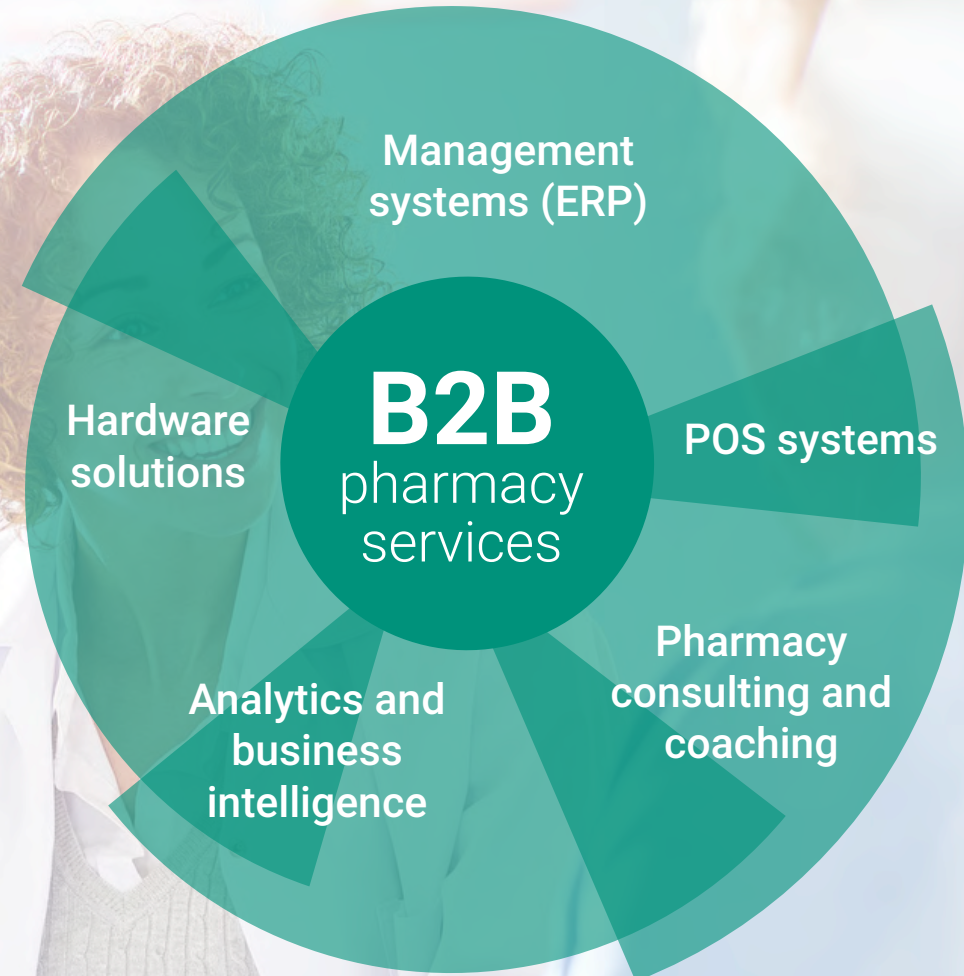 Management
systems (ERP)
B2B
pharmacy
services
Hardware
solutions
POS systems
Pharmacy
consulting and
coaching
Analytics and
business
intelligence